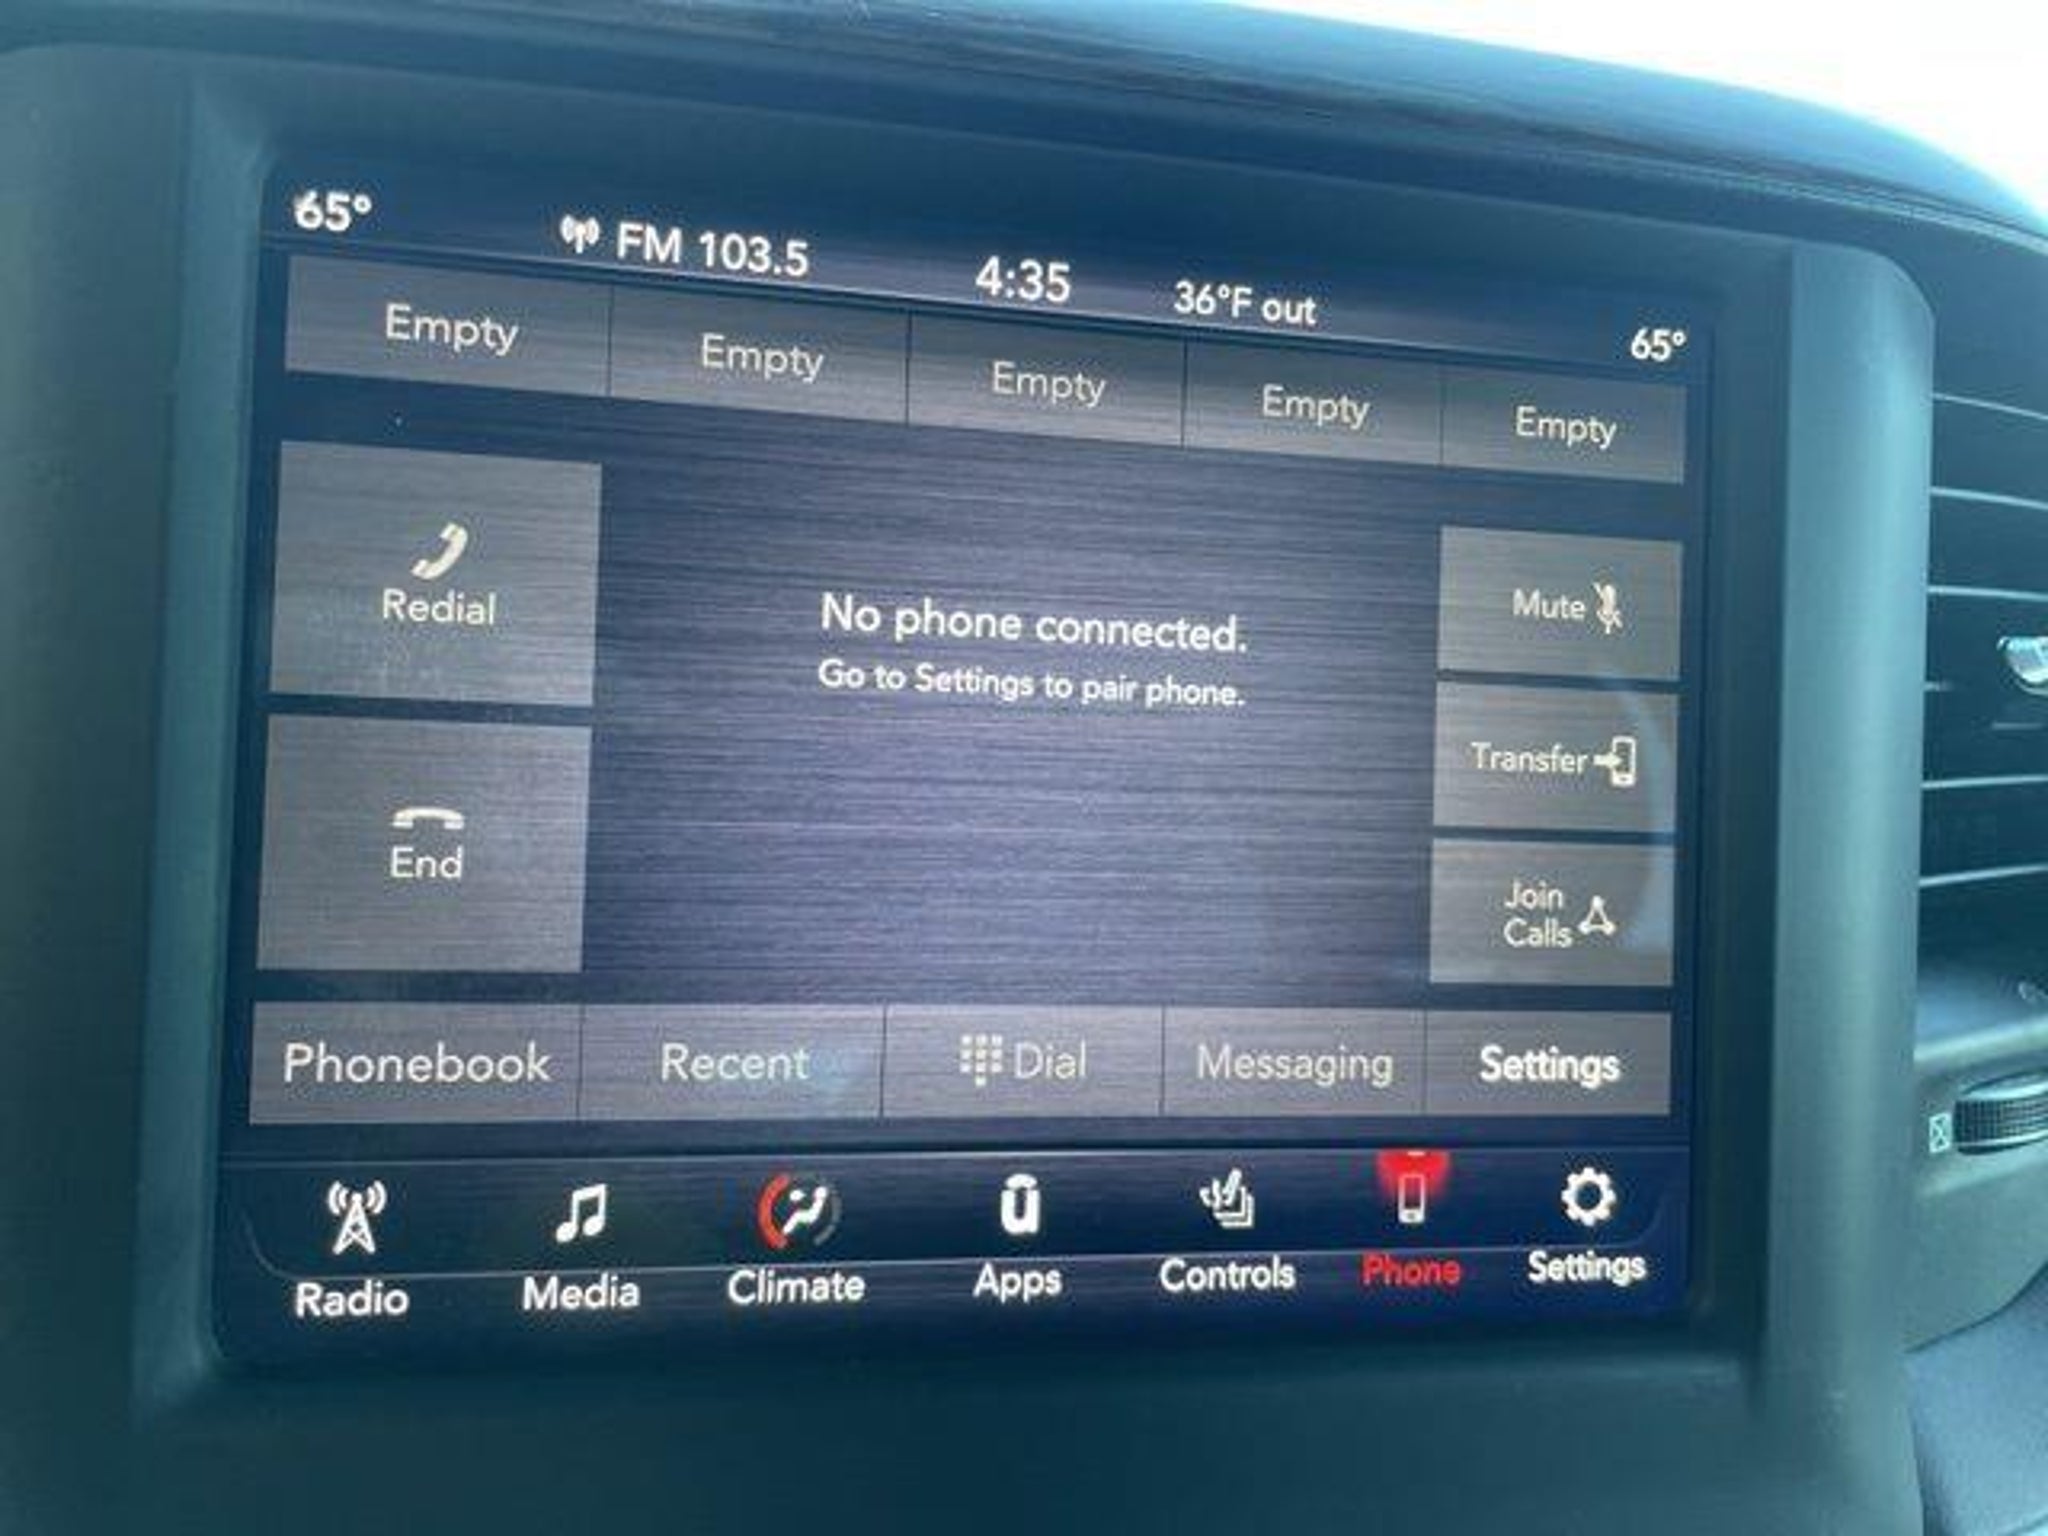 65° FM 103.5 4:35 36°F out 65°
Empty Empty Empty Empty Empty
Redial
No phone connected.
Go to Settings to pair phone.
Mute
Transfer
End
Join
Calls
Phonebook Recent Dial Messaging Settings
Radio Media Climate Apps Controls Phone Settings